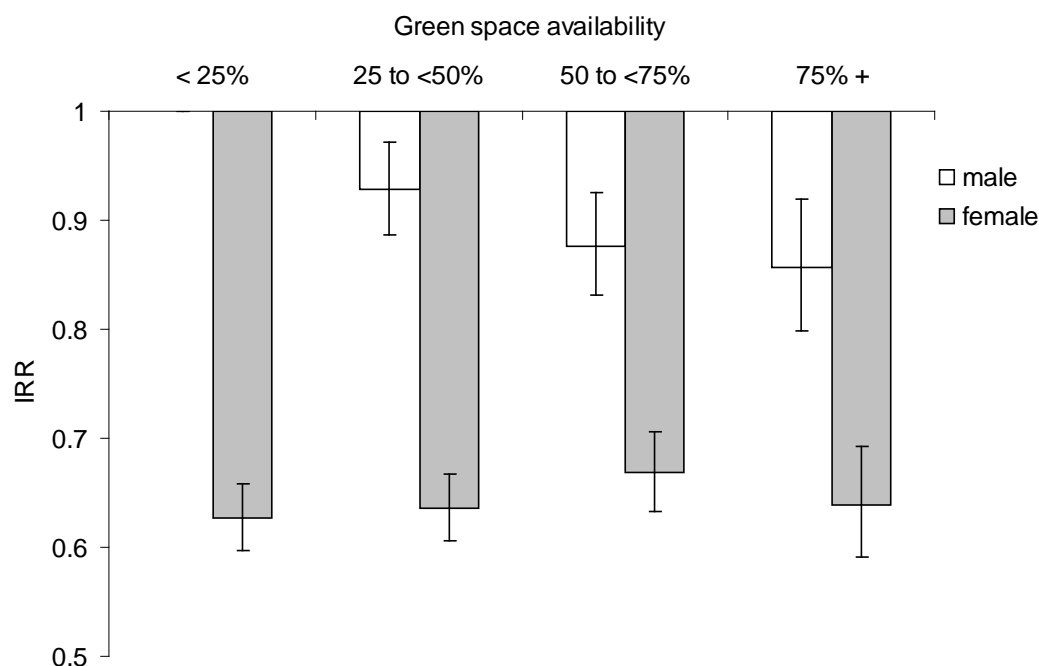 Green space availability
< 25% 25 to <50% 50 to <75% 75% +
1
0.9
0.8
0.7
0.6
0.5
IRR
male
female